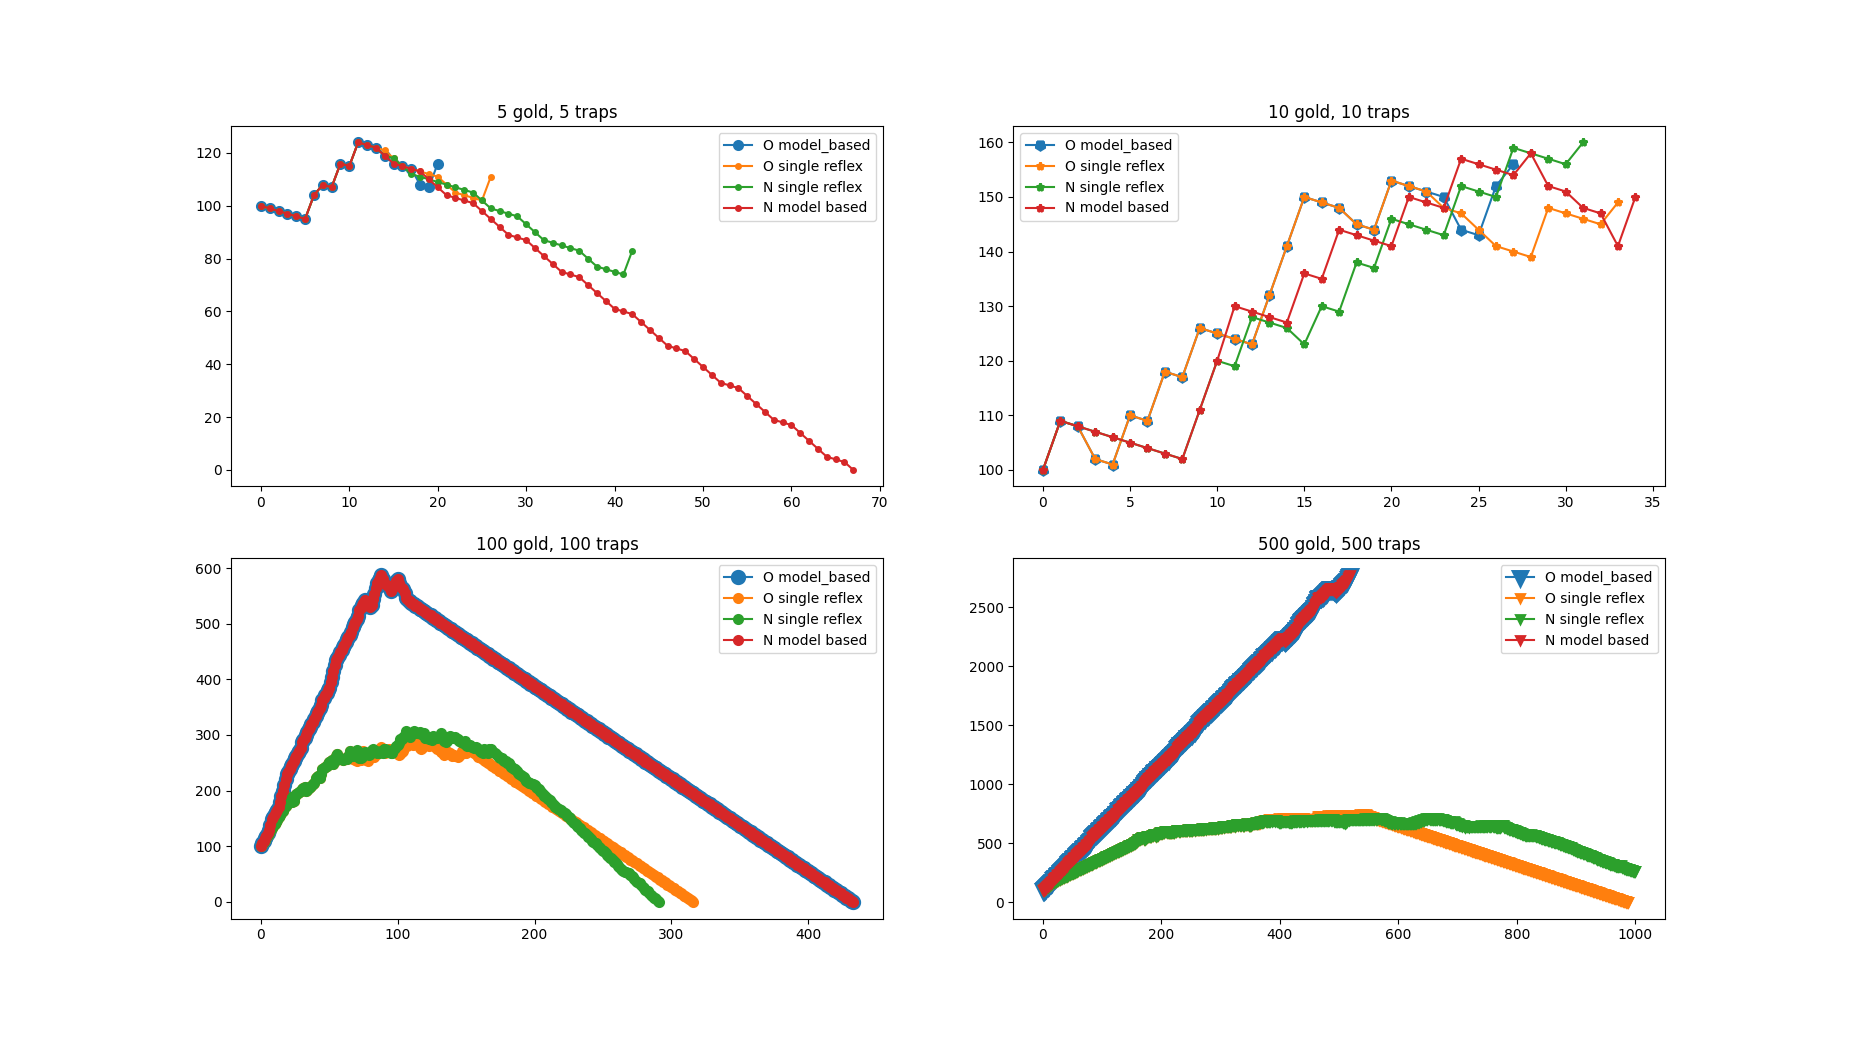 5 gold, 5 traps
O model_based
O single reflex
N single reflex
N model based
120
100
80
60
40
20
0
0 10 20 30 40 50 60 70
10 gold, 10 traps
O model_based
O single reflex
N single reflex
N model based
160
150
140
130
120
110
100
0 5 10 15 20 25 30 35
100 gold, 100 traps
O model_based
O single reflex
N single reflex
N model based
600
500
400
300
200
100
0
0 100 200 300 400
500 gold, 500 traps
O model_based
O single reflex
N single reflex
N model based
2500
2000
1500
1000
500
0
0 200 400 600 800 1000